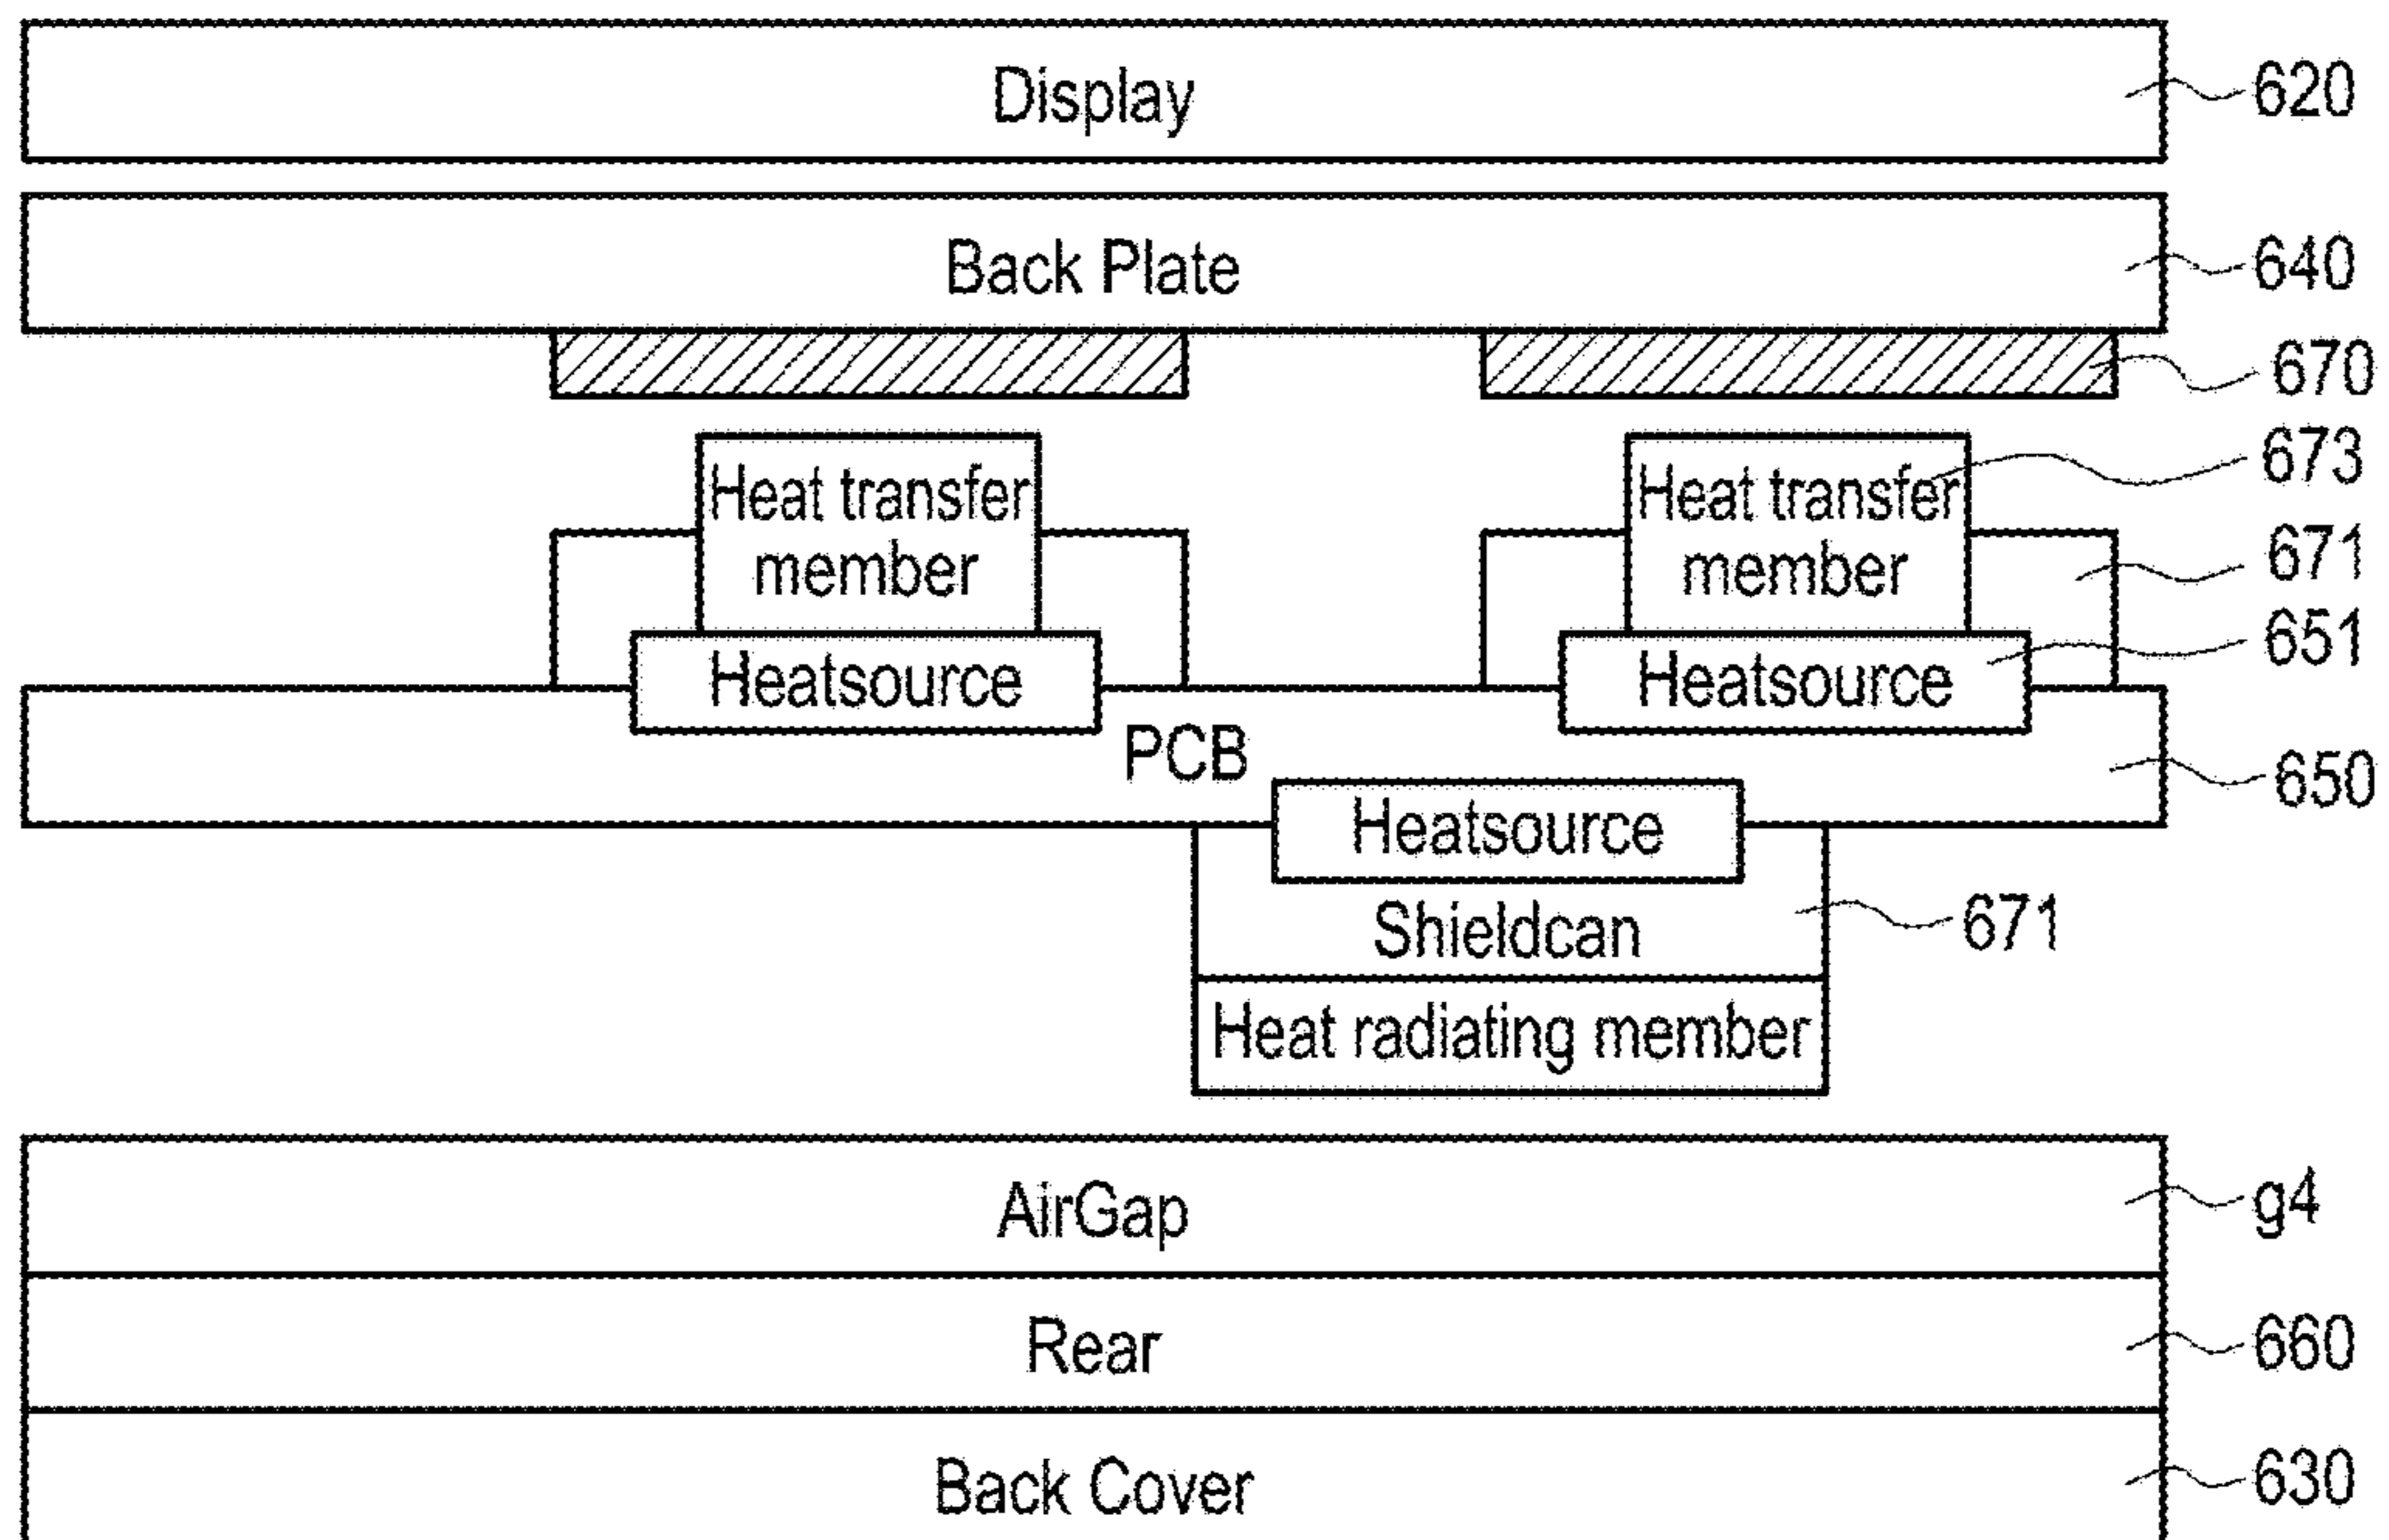 Display
620
Back Plate
640
670
Heat transfer
member
Heat transfer
member
673
671
Heatsource
Heatsource
651
PCB
650
Heatsource
Shieldcan
671
Heat radiating member
AirGap
g4
Rear
660
Back Cover
630